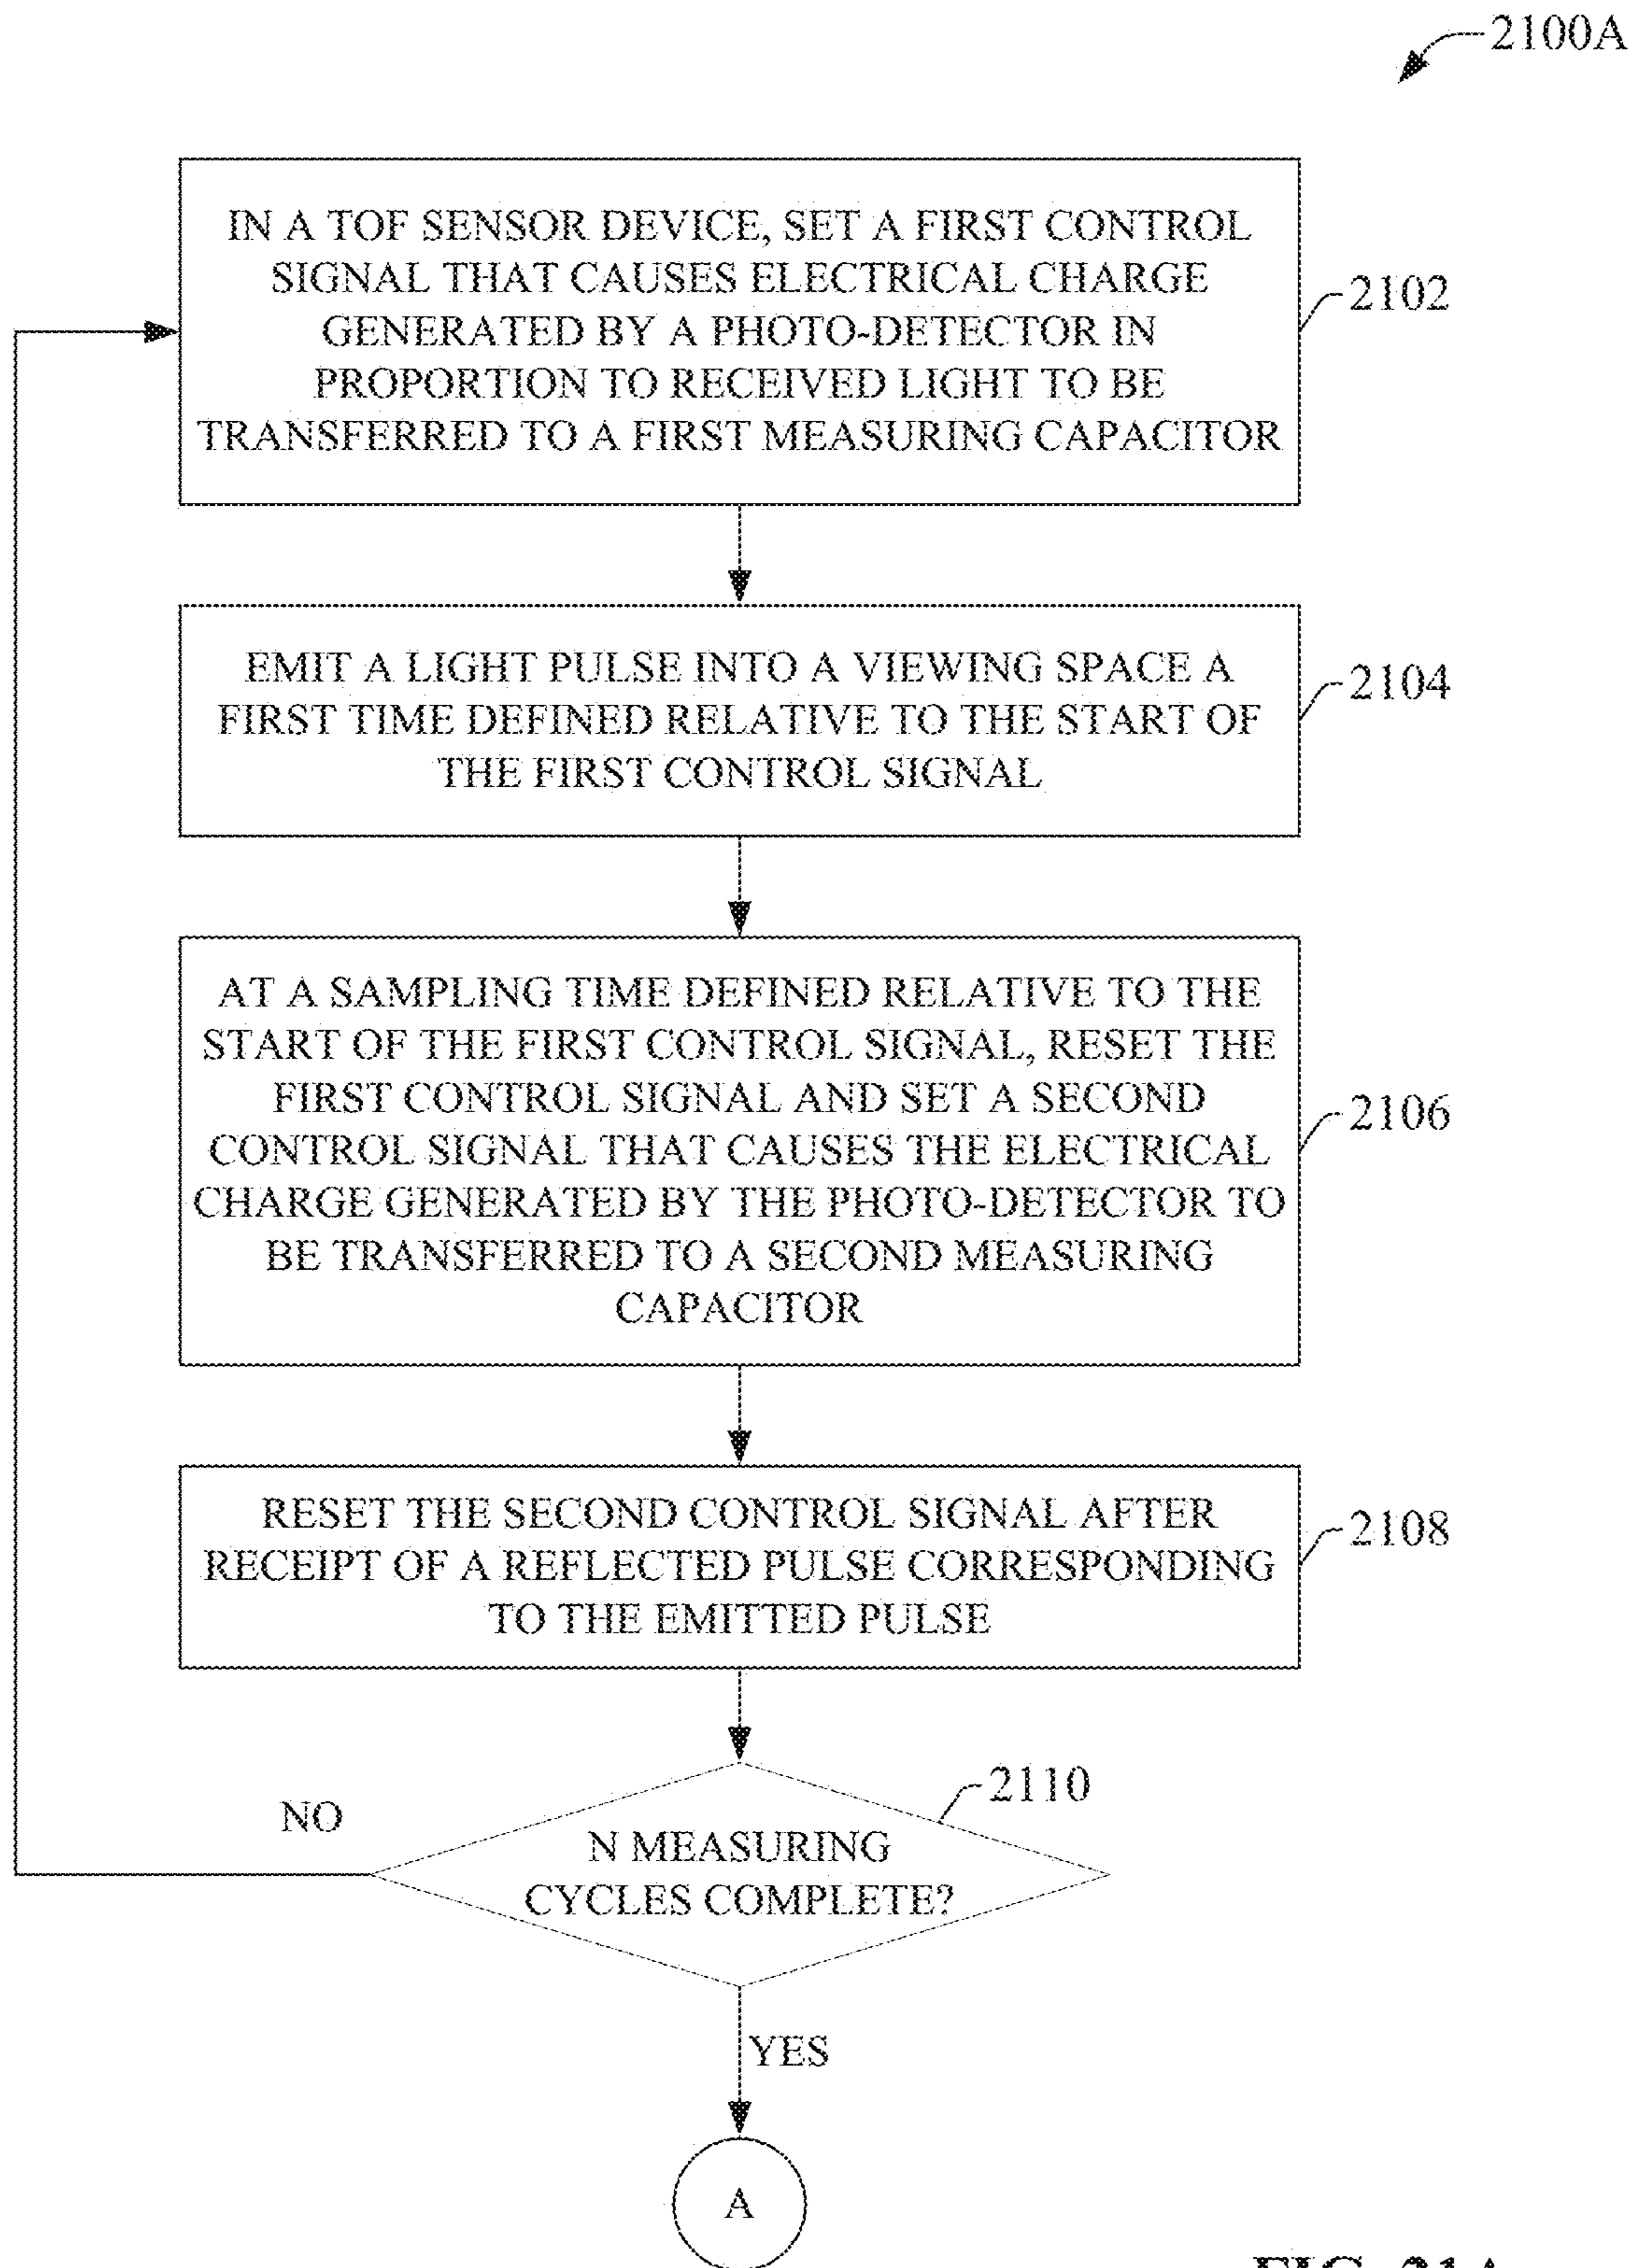 2100A
IN A TOF SENSOR DEVICE, SET A FIRST CONTROL
SIGNAL THAT CAUSES ELECTRICAL CHARGE
GENERATED BY A PHOTO-DETECTOR IN
PROPORTION TO RECEIVED LIGHT TO BE
TRANSFERRED TO A FIRST MEASURING CAPACITOR
2102
EMIT A LIGHT PULSE INTO A VIEWING SPACE A
FIRST TIME DEFINED RELATIVE TO THE START OF
THE FIRST CONTROL SIGNAL
2104
AT A SAMPLING TIME DEFINED RELATIVE TO THE
START OF THE FIRST CONTROL SIGNAL, RESET THE
FIRST CONTROL SIGNAL AND SET A SECOND
CONTROL SIGNAL THAT CAUSES THE ELECTRICAL
CHARGE GENERATED BY THE PHOTO-DETECTOR TO
BE TRANSFERRED TO A SECOND MEASURING
CAPACITOR
2106
RESET THE SECOND CONTROL SIGNAL AFTER
RECEIPT OF A REFLECTED PULSE CORRESPONDING
TO THE EMITTED PULSE
2108
2110
NO
N MEASURING
CYCLES COMPLETE?
YES
A